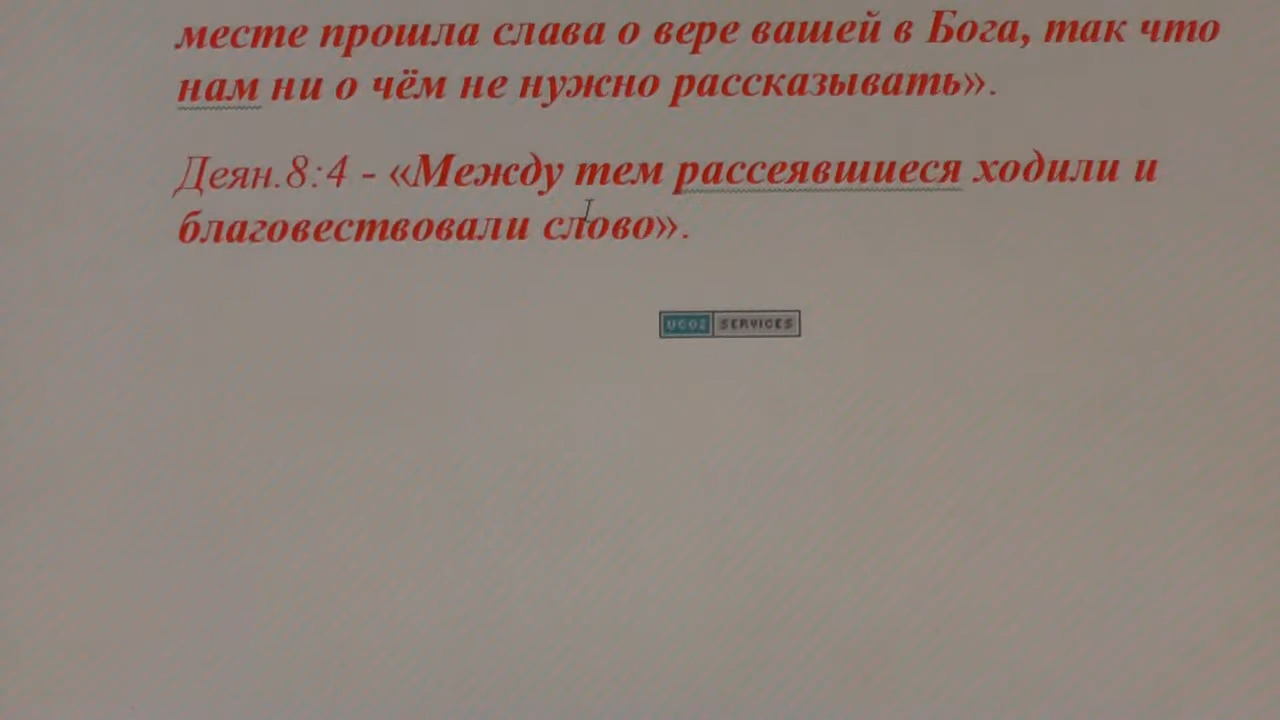 месте прошла слава о вере вашей в Бога, так что
нам ни о чём не нужно рассказывать».
Деян.8:4 - «Между тем рассеявшиеся ходили и
благовествовали слово».
UCOZ SERVICES